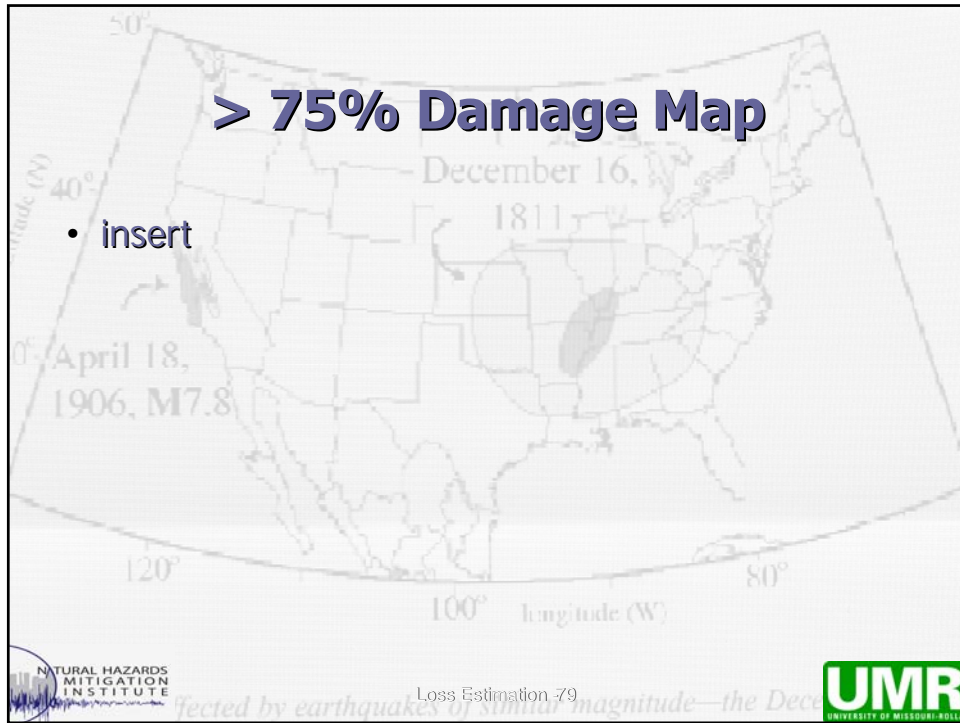 50°
> 75% Damage Map
December 16,
1811
40°
• insert
April 18,
1906, M7.8
120°
80°
100° longitude (W)
NATURAL HAZARDS
MITIGATION
INSTITUTE
Loss Estimation -79
fected by earthquakes of similar magnitude—the Dece
UMR
UNIVERSITY OF MISSOURI-ROLL